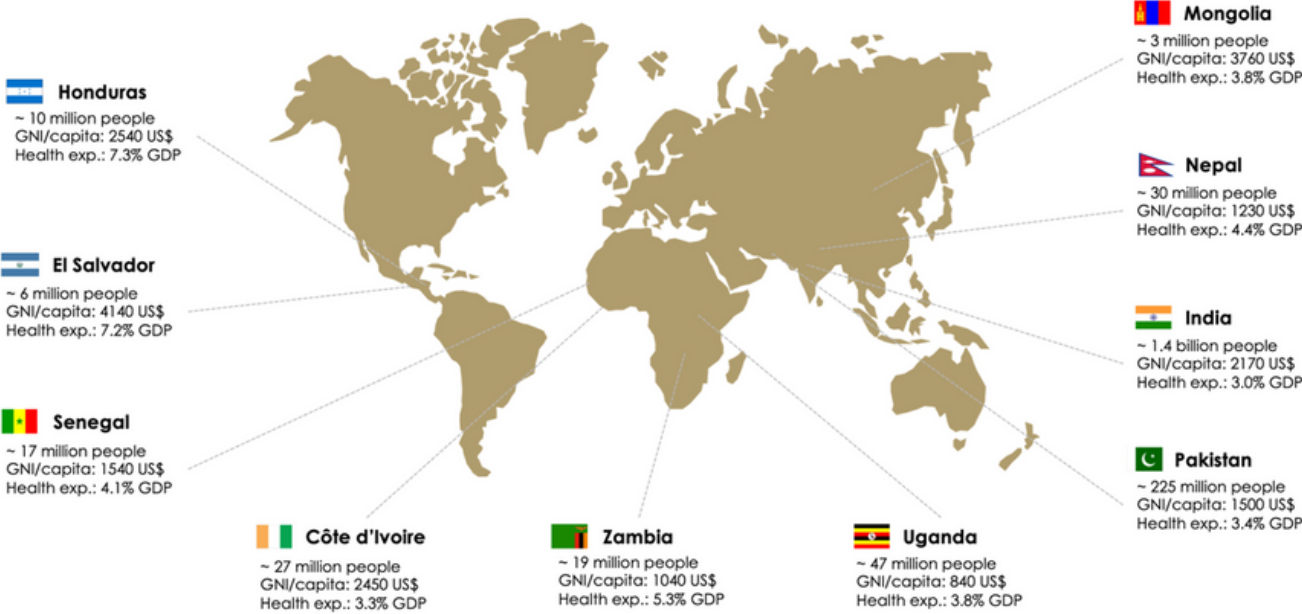 Mongolia
~ 3 million people
GNI/capita: 3760 US$
Health exp.: 3.8% GDP
Honduras
~ 10 million people
GNI/capita: 2540 US$
Health exp.: 7.3% GDP
Nepal
~ 30 million people
GNI/capita: 1230 US$
Health exp.: 4.4% GDP
El Salvador
~ 6 million people
GNI/capita: 4140 US$
Health exp.: 7.2% GDP
India
~ 1.4 billion people
GNI/capita: 2170 US$
Health exp.: 3.0% GDP
Senegal
~ 17 million people
GNI/capita: 1540 US$
Health exp.: 4.1% GDP
Pakistan
~ 225 million people
GNI/capita: 1500 US$
Health exp.: 3.4% GDP
Côte d'Ivoire
~ 27 million people
GNI/capita: 2450 US$
Health exp.: 3.3% GDP
Zambia
~ 19 million people
GNI/capita: 1040 US$
Health exp.: 5.3% GDP
Uganda
~ 47 million people
GNI/capita: 840 US$
Health exp.: 3.8% GDP